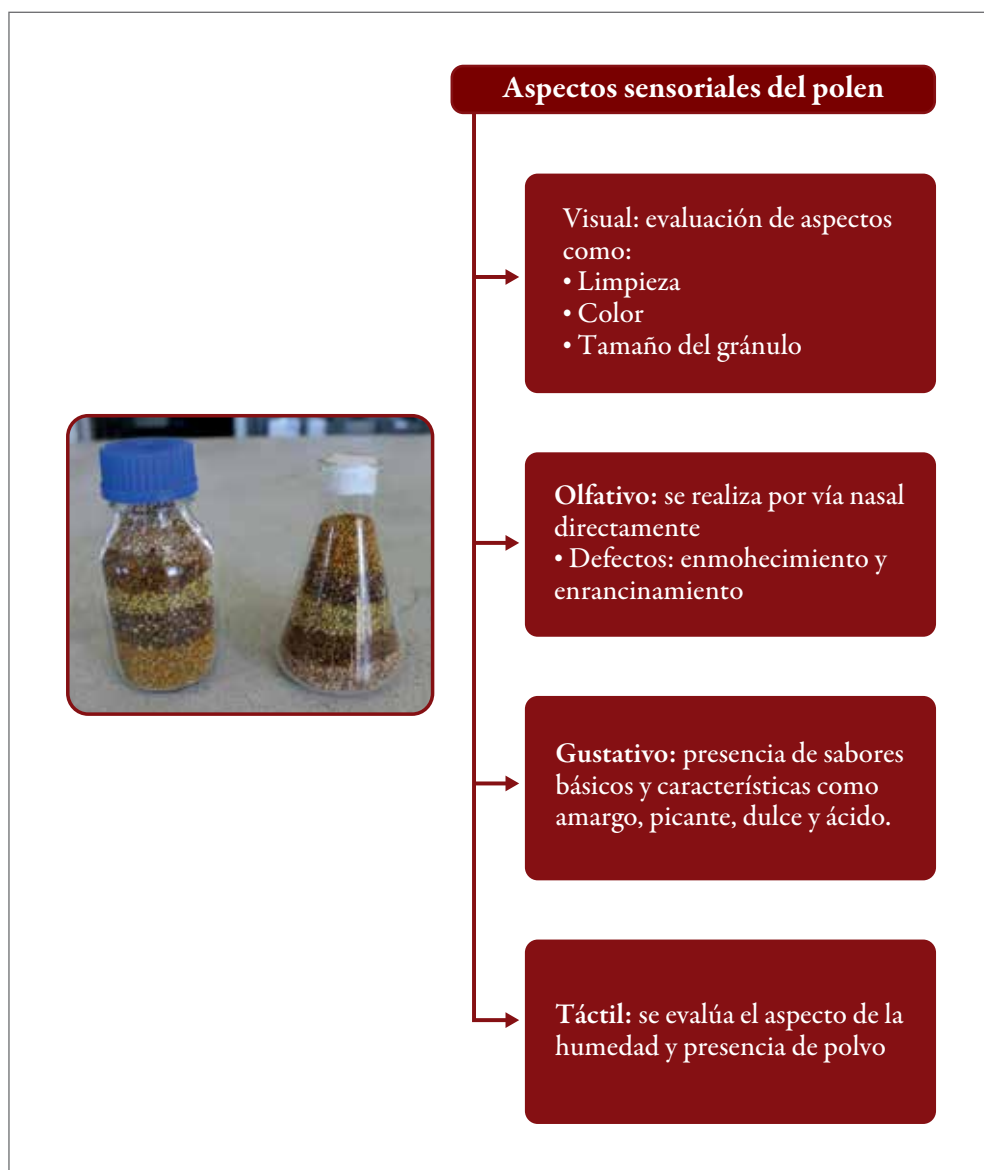 Aspectos sensoriales del polen
Visual: evaluación de aspectos
como:
• Limpieza
• Color
• Tamaño del gránulo
Olfativo: se realiza por vía nasal
directamente
• Defectos: enmohecimiento y
enrancinamiento
Gustativo: presencia de sabores
básicos y características como
amargo, picante, dulce y ácido.
Táctil: se evalúa el aspecto de la
humedad y presencia de polvo